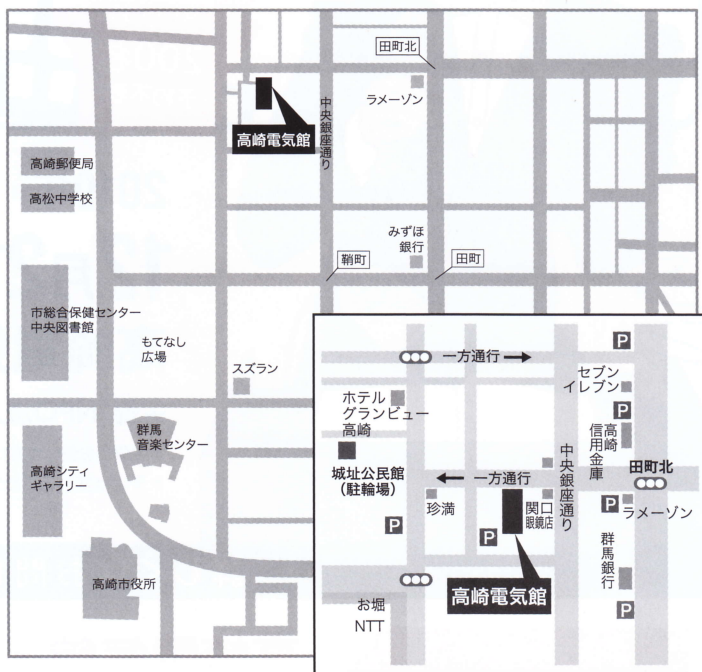 田町北
ラメーゾン
高崎電気館
中央銀座通り
高崎郵便局
高松中学校
みずほ
銀行
鞘町
田町
市総合保健センター
中央図書館
もてなし
広場
スズラン
群馬
音楽センター
高崎シティ
ギャラリー
高崎市役所
P
一方通行→
セブン
イレブン
P
ホテル
グランビュー
高崎
高崎
信用金庫
城址公民館
(駐輪場)
中央銀座通り
田町北
←一方通行
珍満
関口
眼鏡店
P
ラメーゾン
P
P
群馬銀行
高崎電気館
P
お堀
NTT